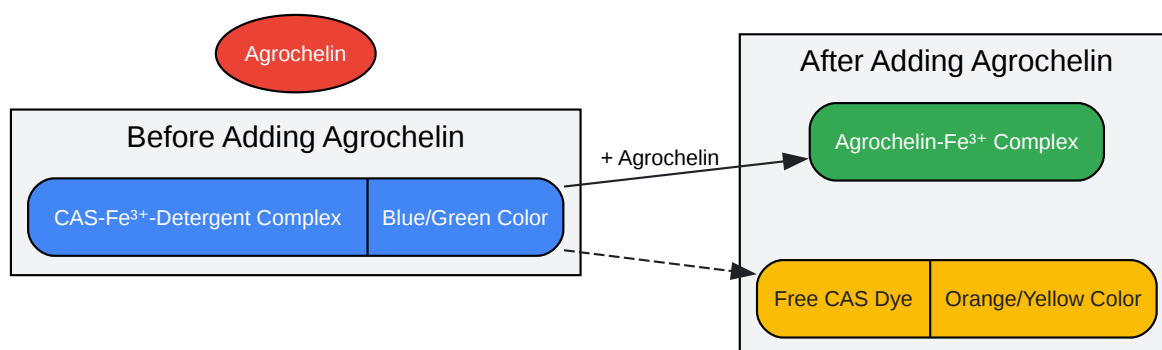 Agrochelin
Before Adding Agrochelin
CAS-Fe³⁺-Detergent Complex
Blue/Green Color
+ Agrochelin
After Adding Agrochelin
Agrochelin-Fe³⁺ Complex
Free CAS Dye
Orange/Yellow Color